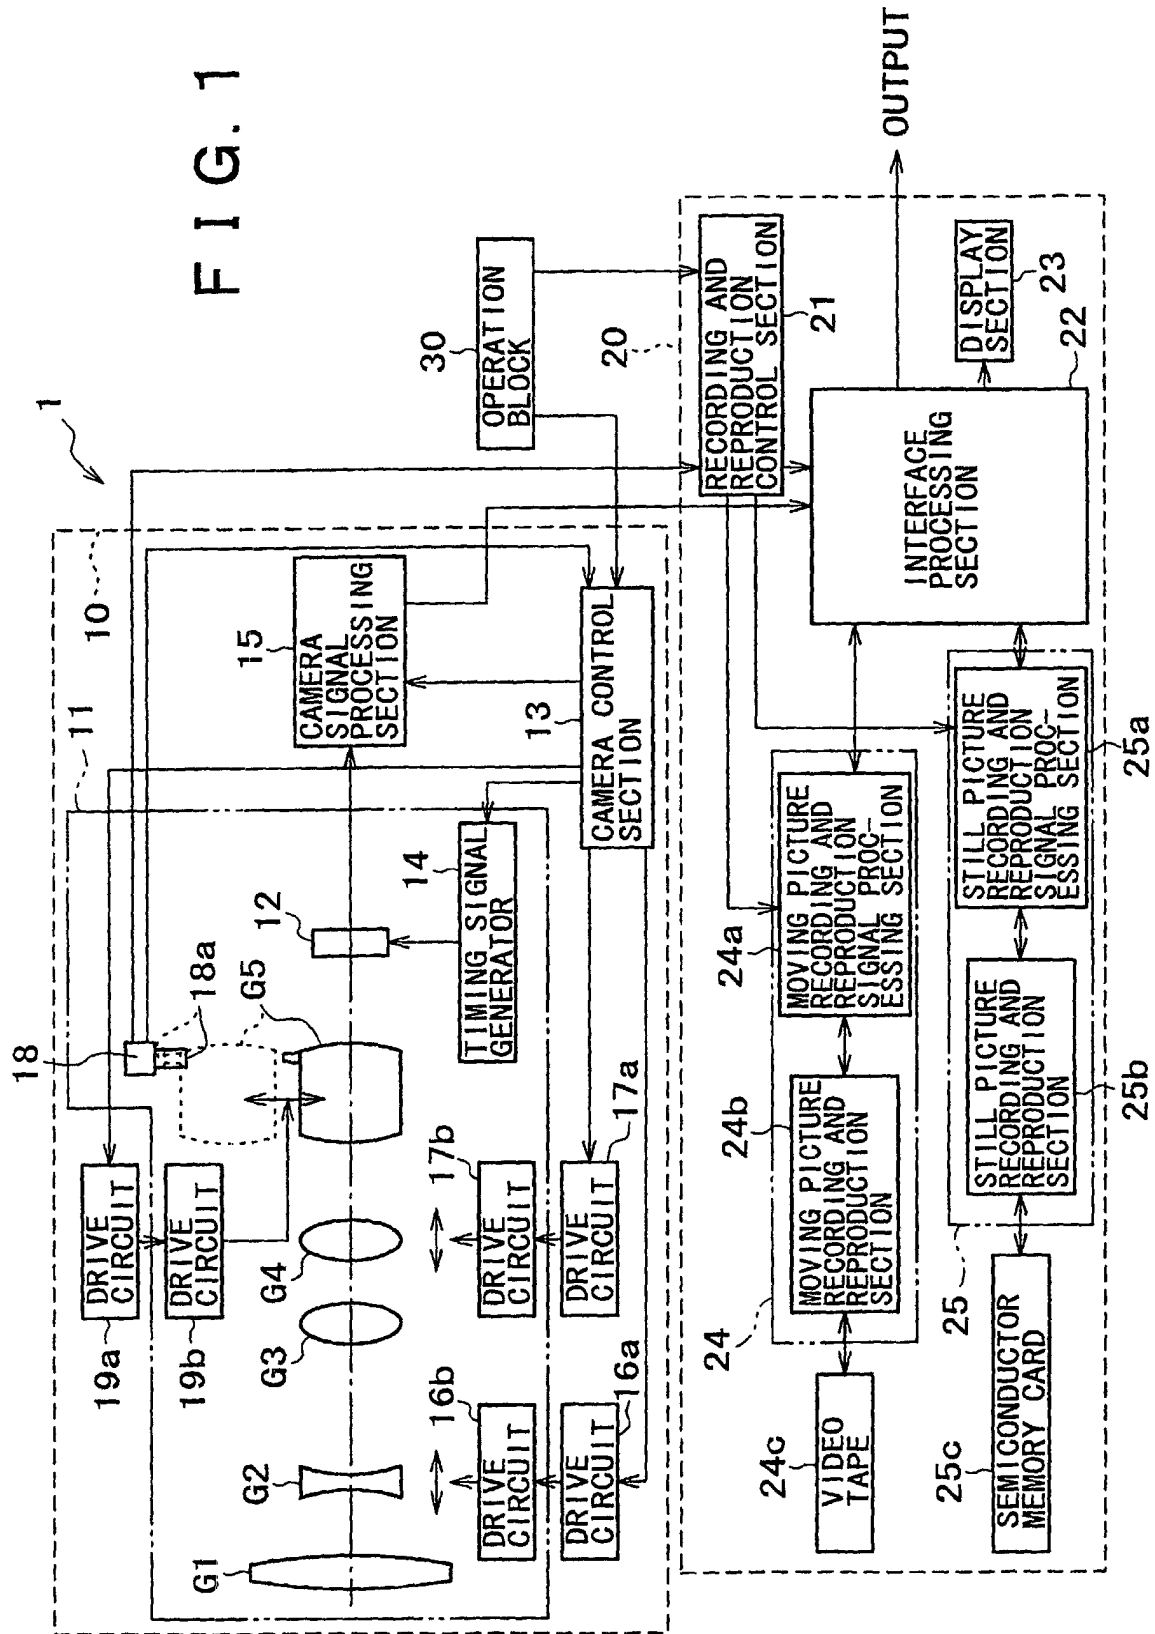 FIG. 1
1
10
11
18
18a
G5
12
14
TIMING SIGNAL
GENERATOR
15
CAMERA
SIGNAL
PROCESSING
SECTION
13
CAMERA CONTROL
SECTION
30
OPERATION
BLOCK
19a
DRIVE
CIRCUIT
19b
DRIVE
CIRCUIT
G1
G2
G3
G4
16b
DRIVE
CIRCUIT
16a
DRIVE
CIRCUIT
17b
DRIVE
CIRCUIT
17a
DRIVE
CIRCUIT
20
RECORDING AND
REPRODUCTION
CONTROL SECTION
21
OUTPUT
DISPLAY
SECTION
23
22
INTERFACE
PROCESSING
SECTION
24
24a
MOVING PICTURE
RECORDING AND
REPRODUCTION
SIGNAL PROC-
ESSING SECTION
24b
MOVING PICTURE
RECORDING AND
REPRODUCTION
SECTION
24c
VIDEO
TAPE
25
STILL PICTURE
RECORDING AND
REPRODUCTION
SIGNAL PROC-
ESSING SECTION
25a
STILL PICTURE
RECORDING AND
REPRODUCTION
SECTION
25b
25c
SEMICONDUCTOR
MEMORY CARD